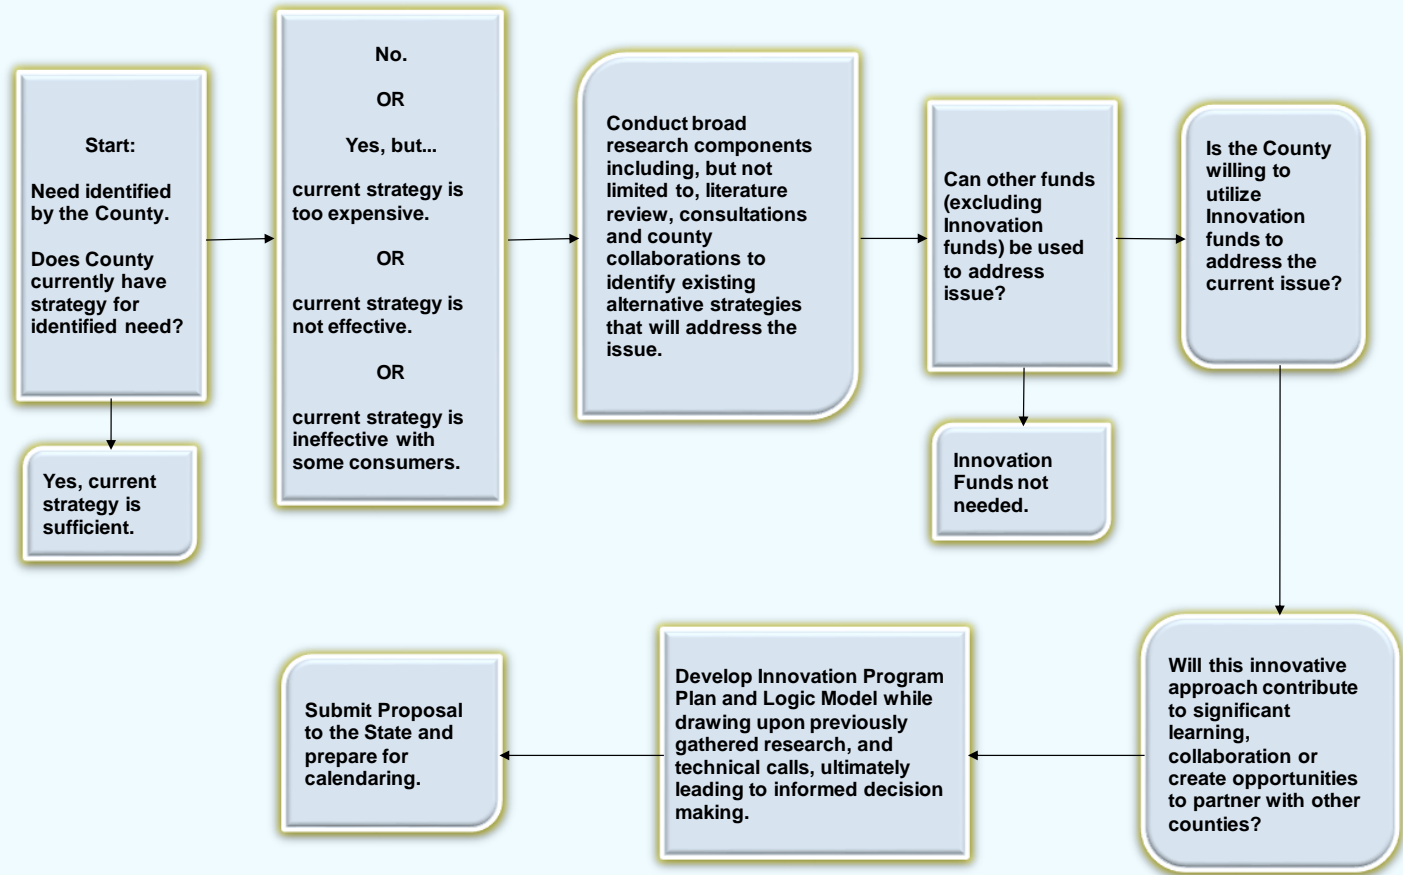 Start:
Need identified
by the County.
Does County
currently have
strategy for
identified need?
Yes, current
strategy is
sufficient.
No.
OR
Yes, but...
current strategy is
too expensive.
OR
current strategy is
not effective.
OR
current strategy is
ineffective with
some consumers.
Conduct broad
research components
including, but not
limited to, literature
review, consultations
and county
collaborations to
identify existing
alternative strategies
that will address the
issue.
Can other funds
(excluding
Innovation
funds) be used
to address
issue?
Innovation
Funds not
needed.
Is the County
willing to
utilize
Innovation
funds to
address the
current issue?
Will this innovative
approach contribute
to significant
learning,
collaboration or
create opportunities
to partner with other
counties?
Develop Innovation Program
Plan and Logic Model while
drawing upon previously
gathered research, and
technical calls, ultimately
leading to informed decision
making.
Submit Proposal
to the State and
prepare for
calendaring.